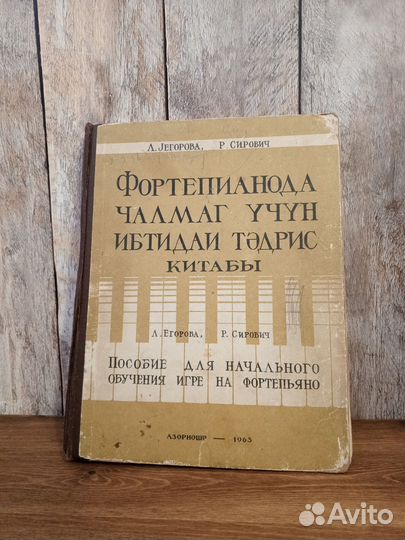 Л. ЈЕГОРОВА, Р. СИРОВИЧ
ФОРТЕПИАНОДА
ЧАЛМАГ ҮЧҮН
ИБТИДАИ ТӘДРИС
КИТАБЫ
Л. ЕГОРОВА, Р. СИРОВИЧ
ПОСОБИЕ ДЛЯ НАЧАЛЬНОГО
ОБУЧЕНИЯ ИГРЕ НА ФОРТЕПЬЯНО
АЗӘРНӘШР — 1963
Avito